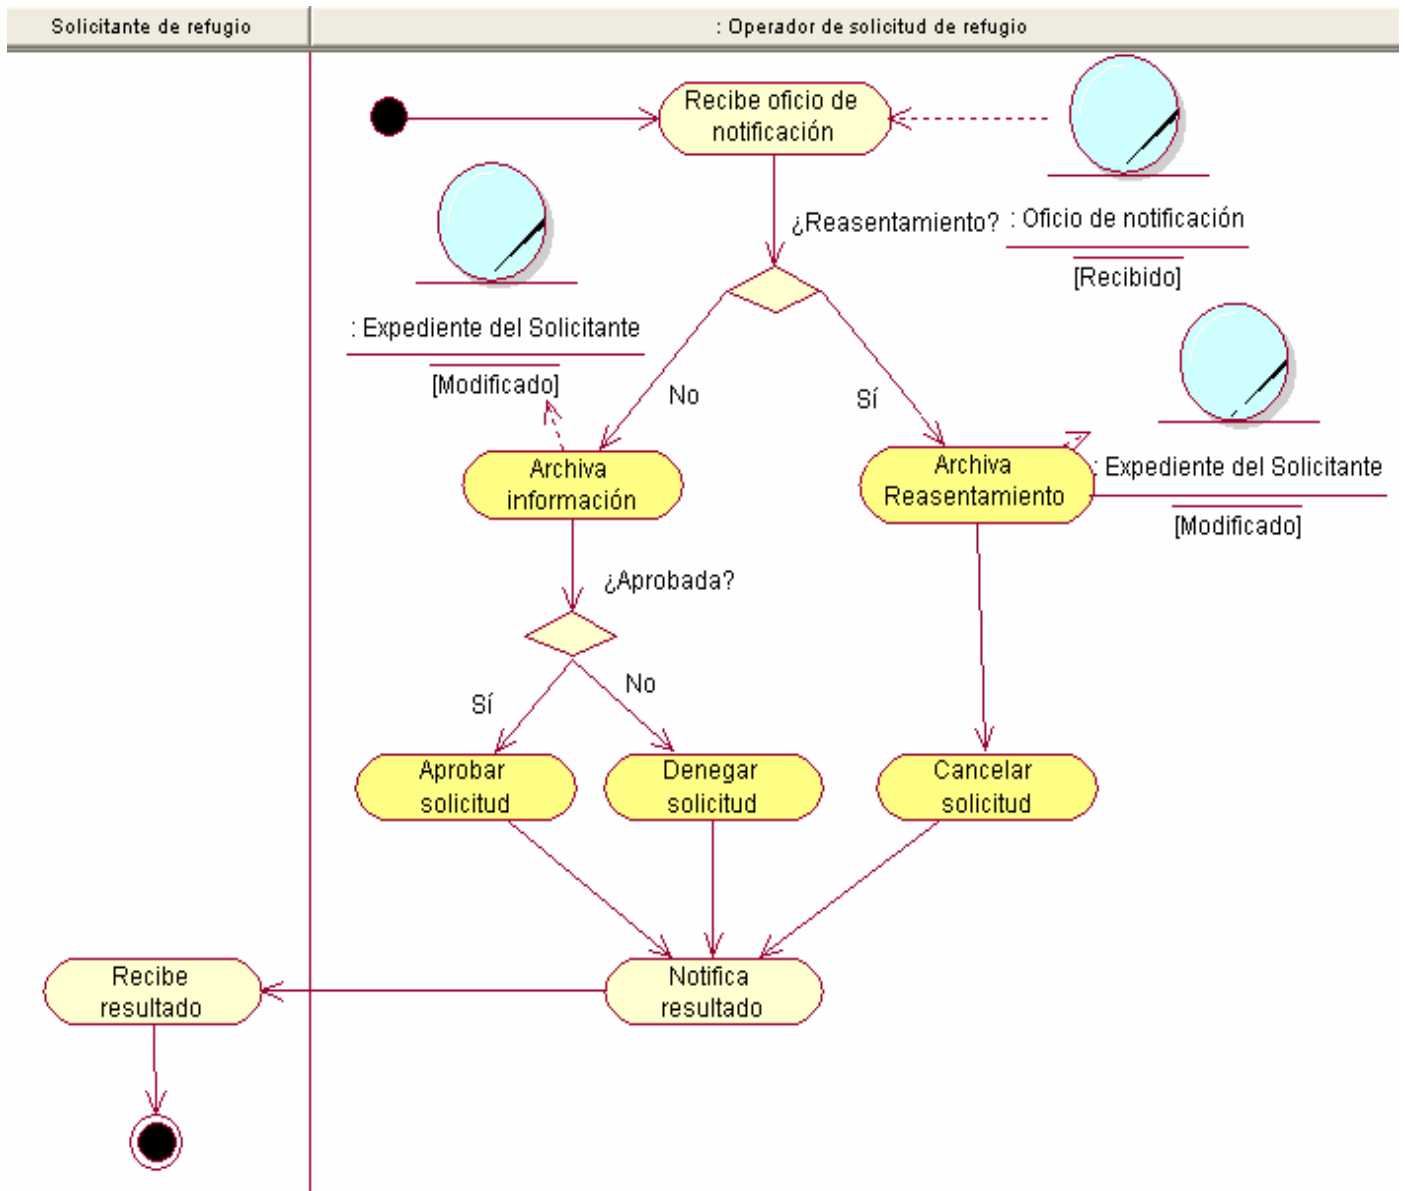 Solicitante de refugio
: Operador de solicitud de refugio
Recibe oficio de
notificación
¿Reasentamiento?
: Oficio de notificación
[Recibido]
: Expediente del Solicitante
[Modificado]
No
Sí
Archiva
información
Archiva
Reasentamiento
: Expediente del Solicitante
[Modificado]
¿Aprobada?
Sí
No
Aprobar
solicitud
Denegar
solicitud
Cancelar
solicitud
Recibe
resultado
Notifica
resultado